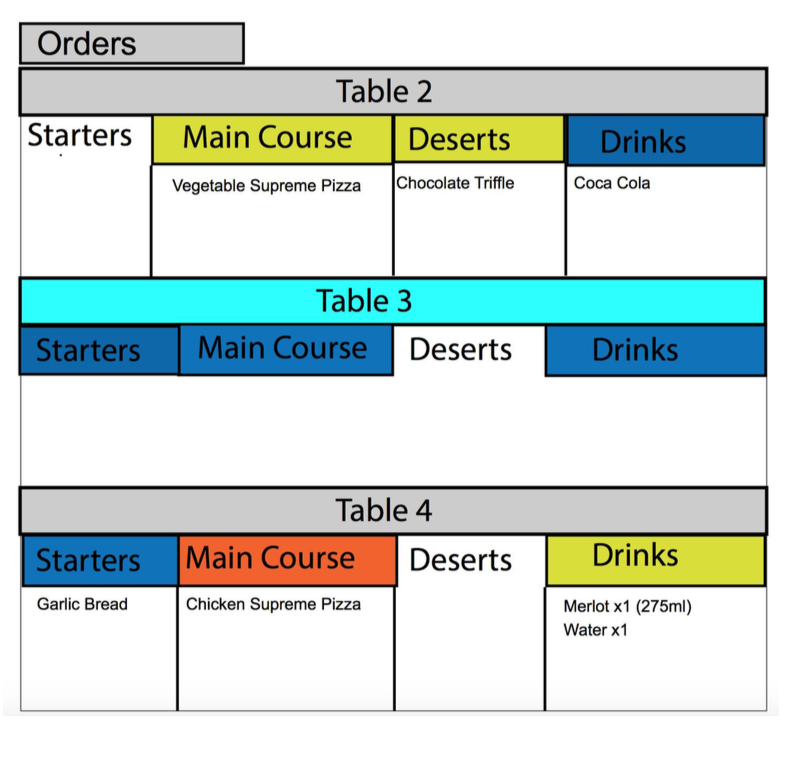 Orders
Table 2
Starters Main Course Deserts Drinks
Vegetable Supreme Pizza Chocolate Triffle Coca Cola
Table 3
Starters Main Course Deserts Drinks
Table 4
Starters Main Course Deserts Drinks
Garlic Bread Chicken Supreme Pizza Merlot x1 (275ml)
Water x1